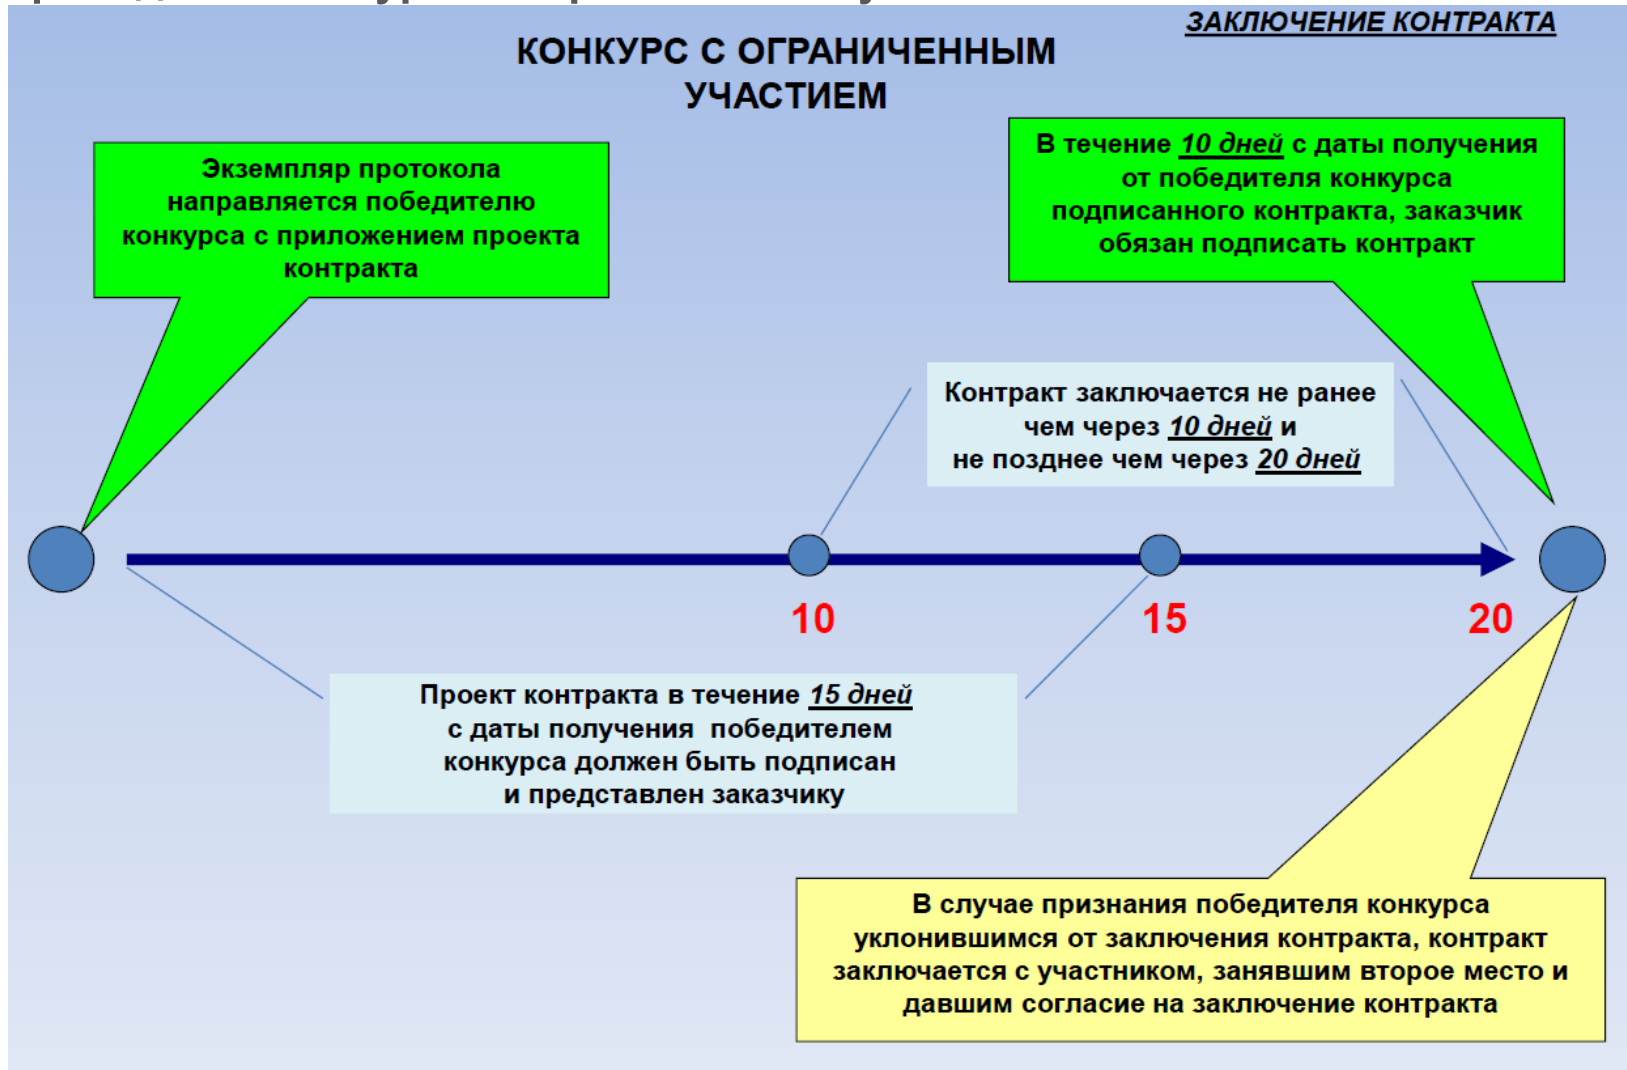 ЗАКЛЮЧЕНИЕ КОНТРАКТА
КОНКУРС С ОГРАНИЧЕННЫМ
УЧАСТИЕМ
Экземпляр протокола
направляется победителю
конкурса с приложением проекта
контракта
В течение 10 дней с даты получения
от победителя конкурса
подписанного контракта, заказчик
обязан подписать контракт
Контракт заключается не ранее
чем через 10 дней и
не позднее чем через 20 дней
10
15
20
Проект контракта в течение 15 дней
с даты получения победителем
конкурса должен быть подписан
и представлен заказчику
В случае признания победителя конкурса
уклонившимся от заключения контракта, контракт
заключается с участником, занявшим второе место и
давшим согласие на заключение контракта